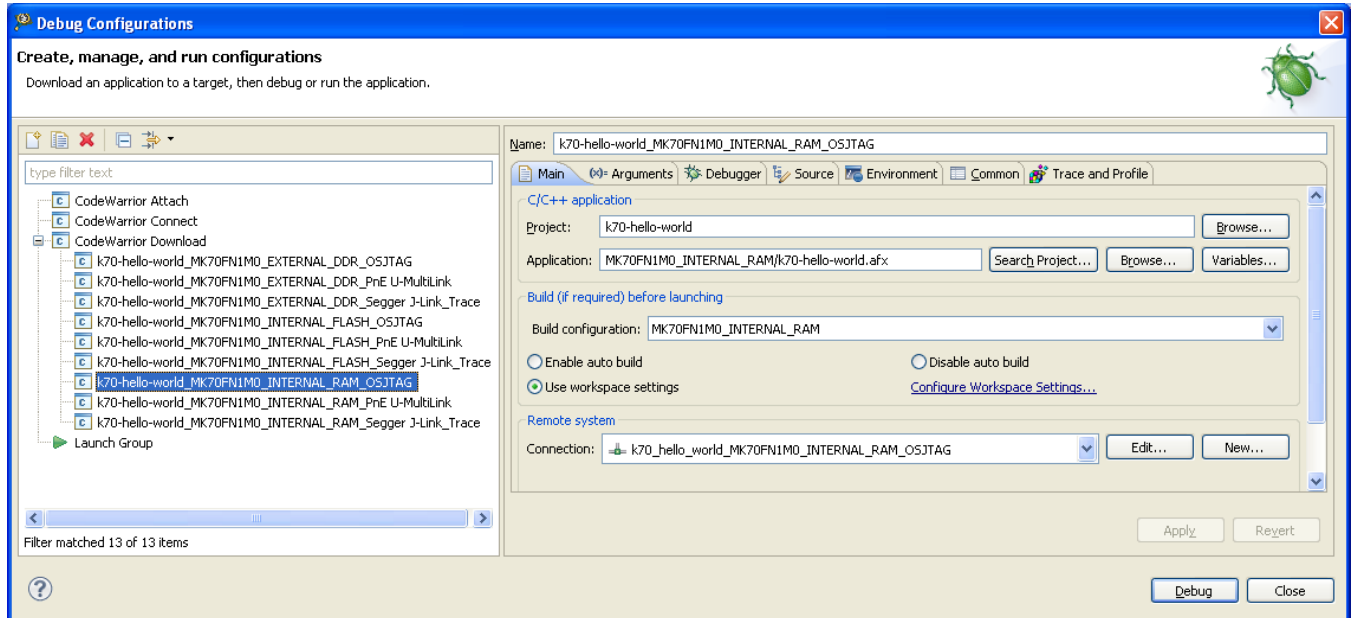 Debug Configurations
Create, manage, and run configurations
Download an application to a target, then debug or run the application.
type filter text
CodeWarrior Attach
CodeWarrior Connect
CodeWarrior Download
k70-hello-world_MK70FN1M0_EXTERNAL_DDR_OSJTAG
k70-hello-world_MK70FN1M0_EXTERNAL_DDR_PnE U-MultiLink
k70-hello-world_MK70FN1M0_EXTERNAL_DDR_Segger J-Link_Trace
k70-hello-world_MK70FN1M0_INTERNAL_FLASH_OSJTAG
k70-hello-world_MK70FN1M0_INTERNAL_FLASH_PnE U-MultiLink
k70-hello-world_MK70FN1M0_INTERNAL_FLASH_Segger J-Link_Trace
k70-hello-world_MK70FN1M0_INTERNAL_RAM_OSJTAG
k70-hello-world_MK70FN1M0_INTERNAL_RAM_PnE U-MultiLink
k70-hello-world_MK70FN1M0_INTERNAL_RAM_Segger J-Link_Trace
Launch Group
Filter matched 13 of 13 items
Name: k70-hello-world_MK70FN1M0_INTERNAL_RAM_OSJTAG
Main (x)= Arguments Debugger Source Environment Common Trace and Profile
C/C++ application
Project: k70-hello-world Browse...
Application: MK70FN1M0_INTERNAL_RAM/k70-hello-world.afx Search Project... Browse... Variables...
Build (if required) before launching
Build configuration: MK70FN1M0_INTERNAL_RAM
Enable auto build Disable auto build
Use workspace settings Configure Workspace Settings...
Remote system
Connection: k70_hello_world_MK70FN1M0_INTERNAL_RAM_OSJTAG Edit... New...
Apply Revert
? Debug Close